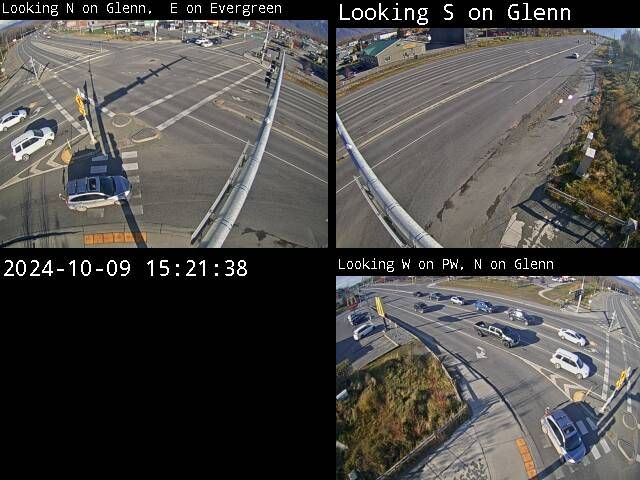 Looking N on Glenn,  E on Evergreen
Looking S on Glenn
2024-10-09 15:21:38
Looking W on PW, N on Glenn